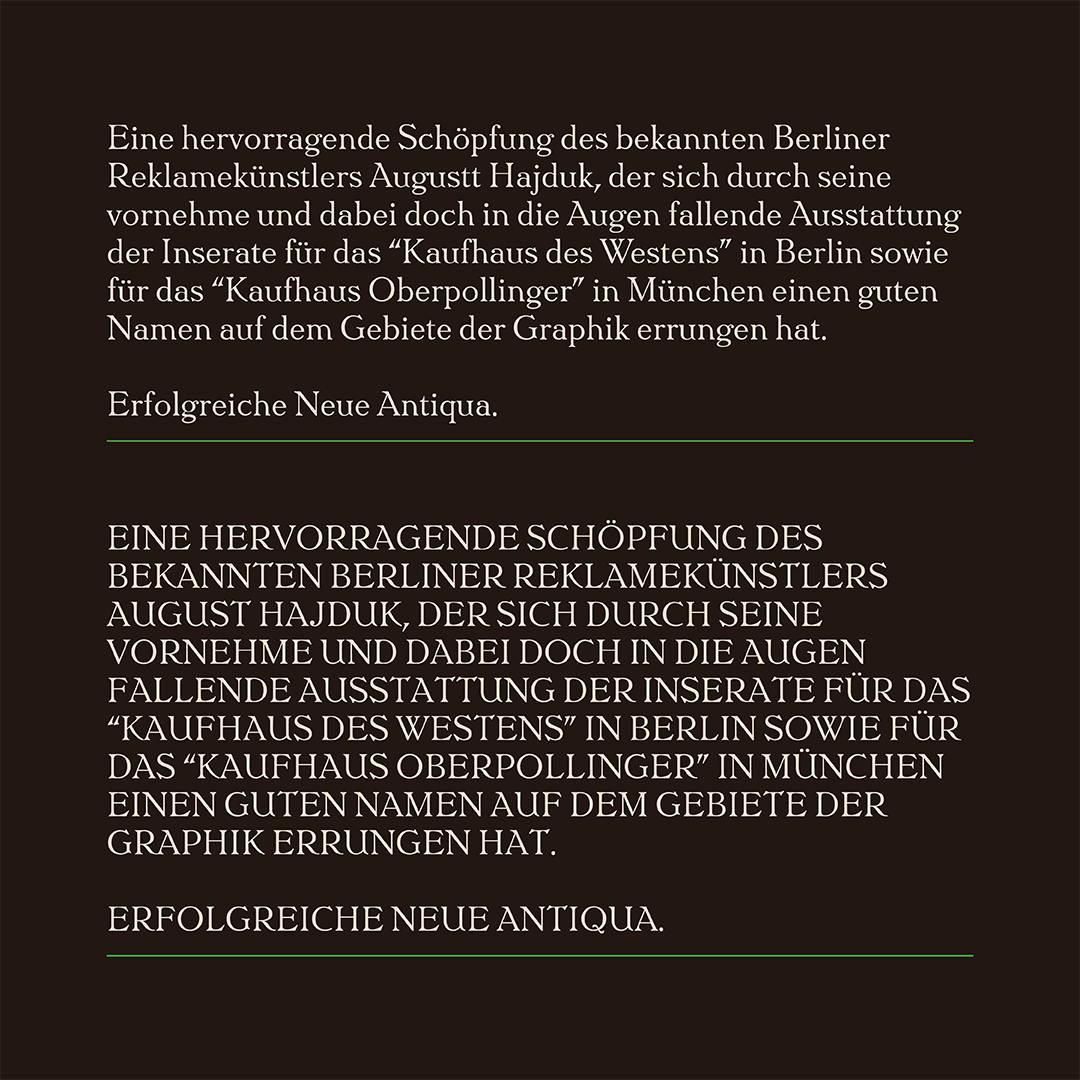 Eine hervorragende Schöpfung des bekannten Berliner
Reklamekünstlers Augustt Hajduk, der sich durch seine
vornehme und dabei doch in die Augen fallende Ausstattung
der Inserate für das “Kaufhaus des Westens” in Berlin sowie
für das “Kaufhaus Oberpollinger” in München einen guten
Namen auf dem Gebiete der Graphik errungen hat.
Erfolgreiche Neue Antiqua.
EINE HERVORRAGENDE SCHÖPFUNG DES
BEKANNTEN BERLINER REKLAMEKÜNSTLERS
AUGUST HAJDUK, DER SICH DURCH SEINE
VORNEHME UND DABEI DOCH IN DIE AUGEN
FALLENDE AUSSTATTUNG DER INSERATE FÜR DAS
“KAUFHAUS DES WESTENS” IN BERLIN SOWIE FÜR
DAS “KAUFHAUS OBERPOLLINGER” IN MÜNCHEN
EINEN GUTEN NAMEN AUF DEM GEBIETE DER
GRAPHIK ERRUNGEN HAT.
ERFOLGREICHE NEUE ANTIQUA.